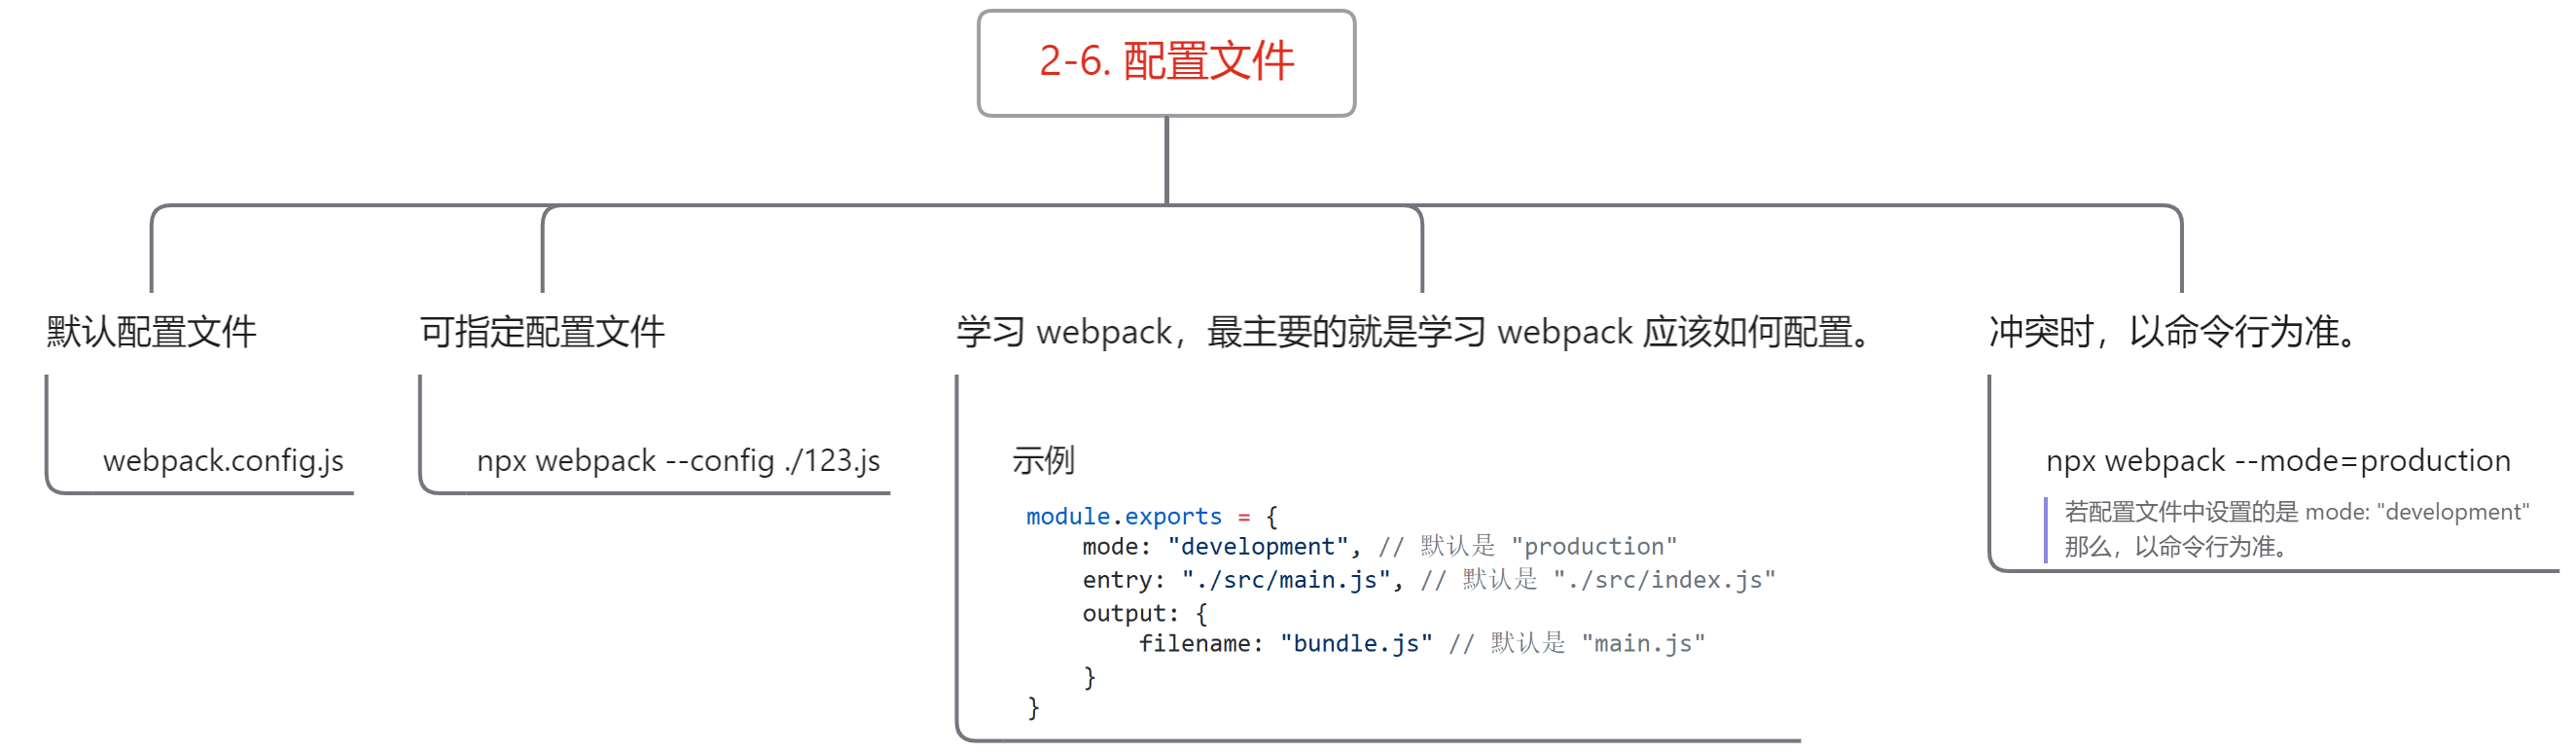 2-6. 配置文件
默认配置文件
webpack.config.js
可指定配置文件
npx webpack --config ./123.js
学习 webpack，最主要的就是学习 webpack 应该如何配置。
示例
module.exports = {
    mode: "development", // 默认是 "production"
    entry: "./src/main.js", // 默认是 "./src/index.js"
    output: {
        filename: "bundle.js" // 默认是 "main.js"
    }
}
冲突时，以命令行为准。
npx webpack --mode=production
若配置文件中设置的是 mode: "development"
那么，以命令行为准。